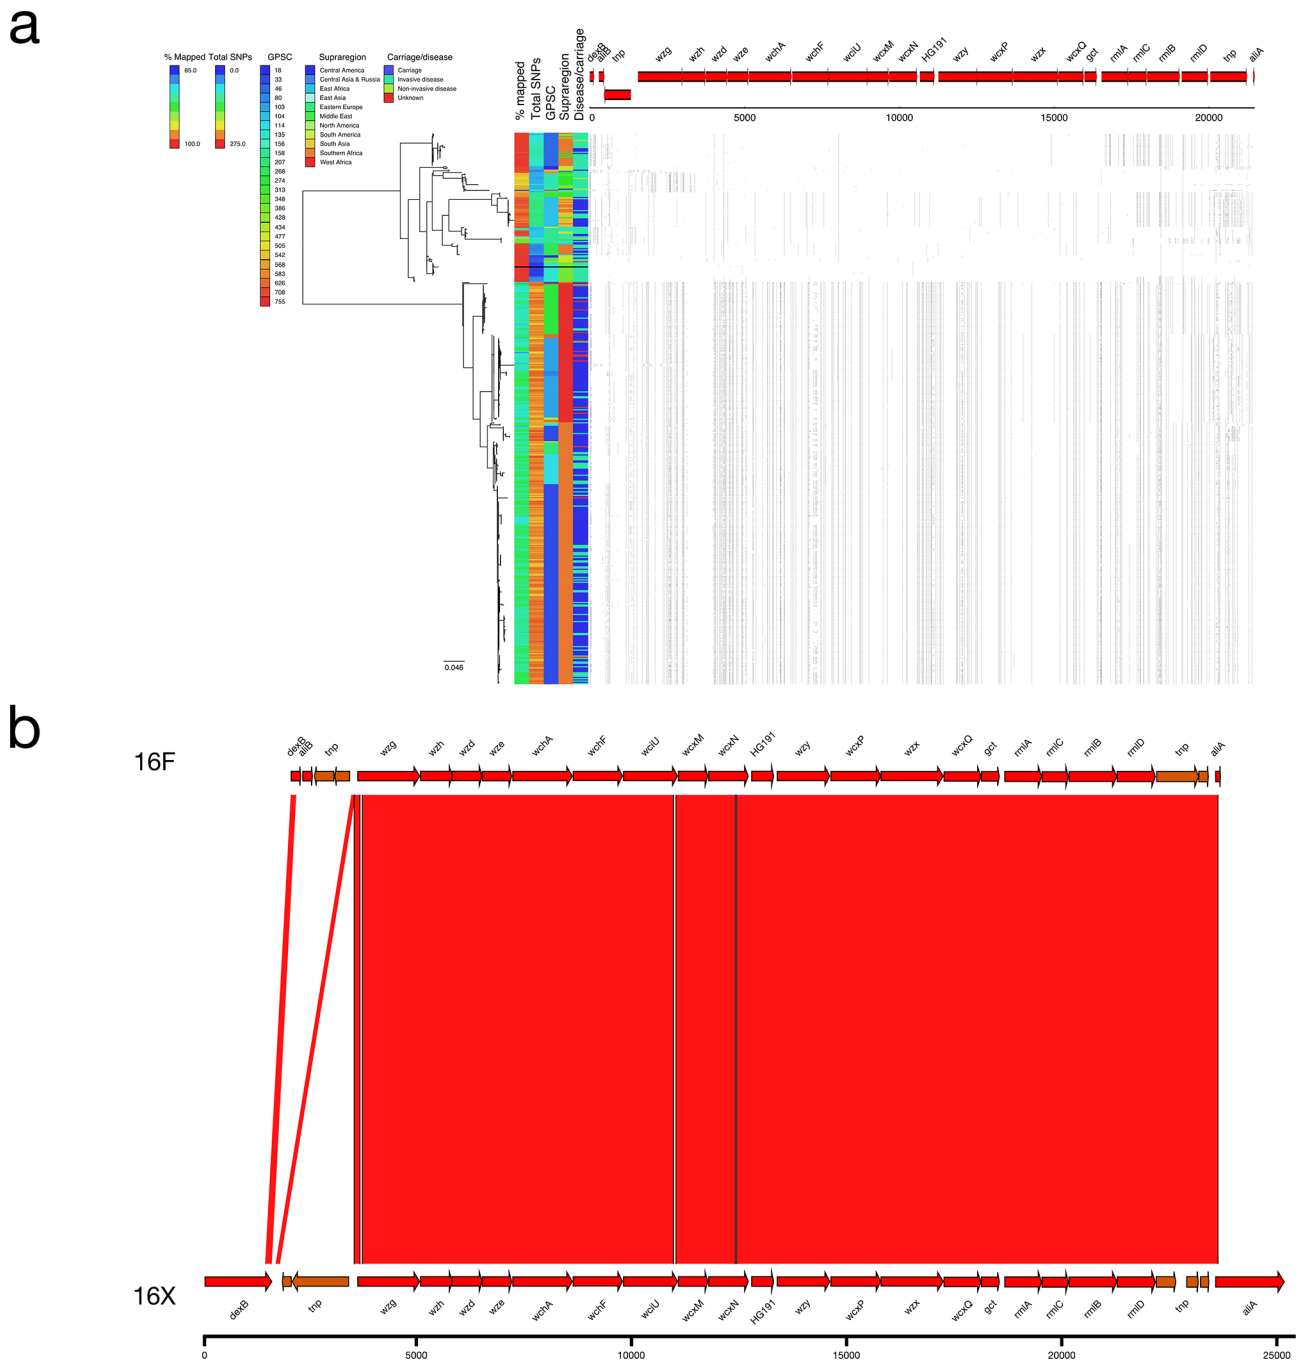 a
% Mapped Total SNPs GPSC Supraregion Carriage/disease
85.0
100.0
0.0
275.0
18
33
46
80
103
104
114
135
156
158
207
268
274
313
348
386
428
434
477
505
542
568
583
626
708
755
Central America
Central Asia & Russia
East Africa
East Asia
Eastern Europe
Middle East
North America
South America
South Asia
Southern Africa
West Africa
Carriage
Invasive disease
Non-invasive disease
Unknown
% mapped
Total SNPs
GPSC
Supraregion
Disease/carriage
dexB aliB tnp wzg wzh wzd wze wchA wchF wciU wcxM wcxN HG191 wzy wcxP wzx wcxQ gct rmlA rmlC rmlB rmlD tnp aliA
0 5000 10000 15000 20000
0.046
b
16F
dexB aliB tnp wzg wzh wzd wze wchA wchF wciU wcxM wcxN HG191 wzy wcxP wzx wcxQ gct rmlA rmlC rmlB rmlD tnp aliA
16X
dexB tnp wzg wzh wzd wze wchA wchF wciU wcxM wcxN HG191 wzy wcxP wzx wcxQ gct rmlA rmlC rmlB rmlD tnp aliA
0 5000 10000 15000 20000 25000